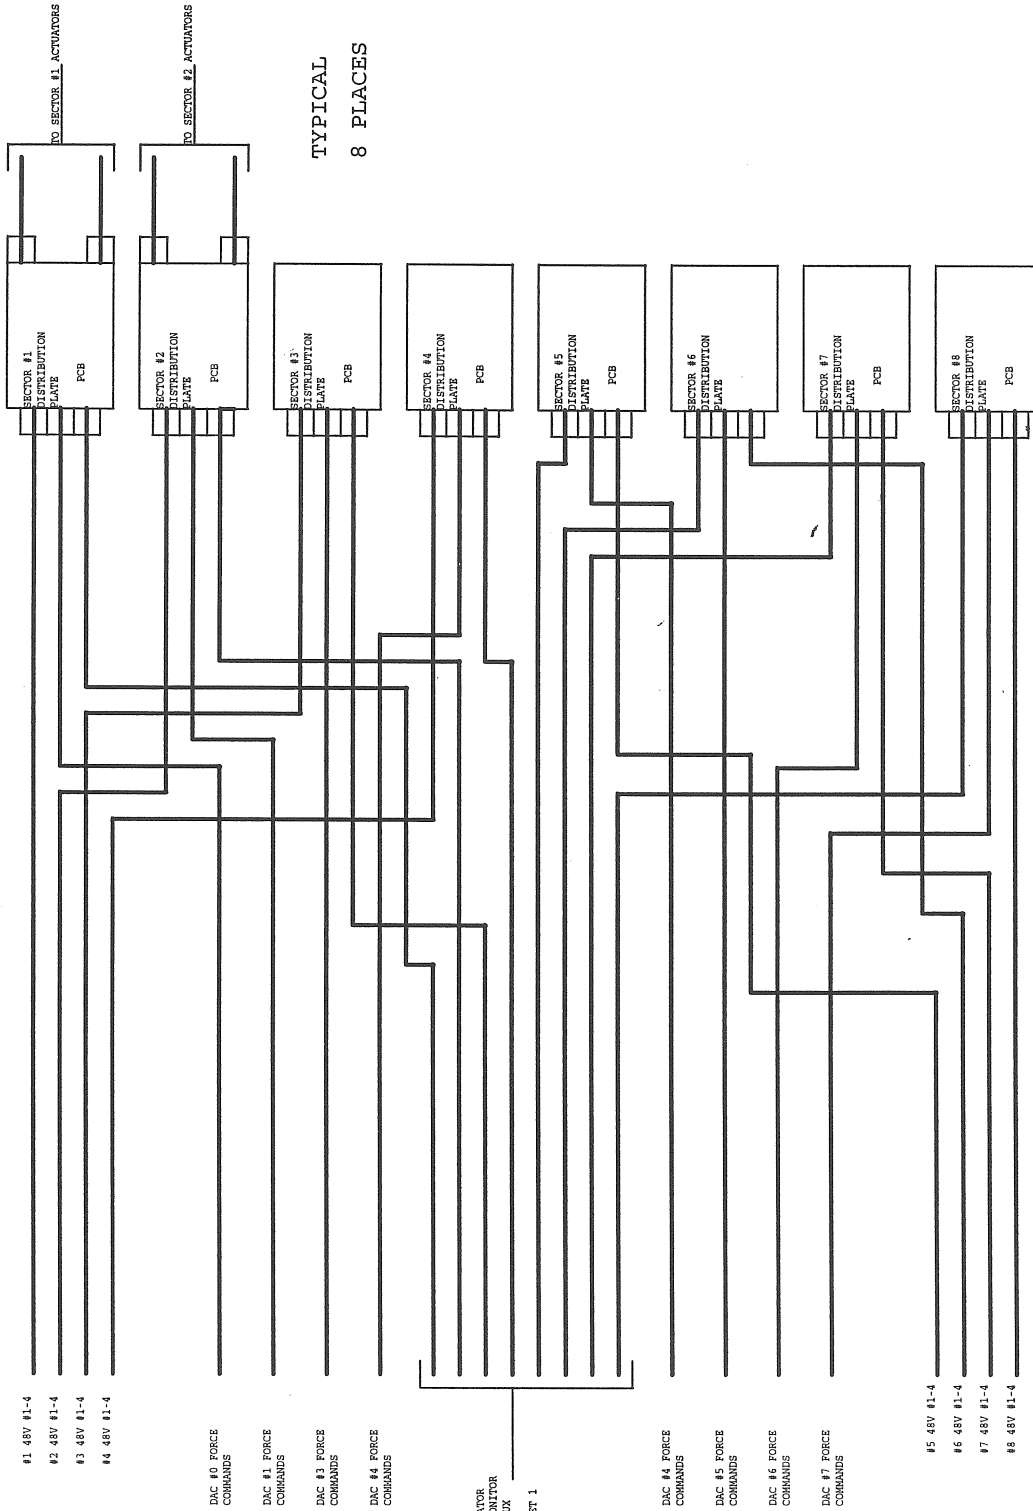 TO SECTOR #1 ACTUATORS
TO SECTOR #2 ACTUATORS
TYPICAL
8 PLACES
SECTOR #1
DISTRIBUTION
PLATE
PCB
SECTOR #2
DISTRIBUTION
PLATE
PCB
SECTOR #3
DISTRIBUTION
PLATE
PCB
SECTOR #4
DISTRIBUTION
PLATE
PCB
SECTOR #5
DISTRIBUTION
PLATE
PCB
SECTOR #6
DISTRIBUTION
PLATE
PCB
SECTOR #7
DISTRIBUTION
PLATE
PCB
SECTOR #8
DISTRIBUTION
PLATE
PCB
#1 48V #1-4
#2 48V #1-4
#3 48V #1-4
#4 48V #1-4
DAC #0 FORCE
COMMANDS
DAC #1 FORCE
COMMANDS
DAC #3 FORCE
COMMANDS
DAC #4 FORCE
COMMANDS
DAC #4 FORCE
COMMANDS
DAC #5 FORCE
COMMANDS
DAC #6 FORCE
COMMANDS
DAC #7 FORCE
COMMANDS
#5 48V #1-4
#6 48V #1-4
#7 48V #1-4
#8 48V #1-4